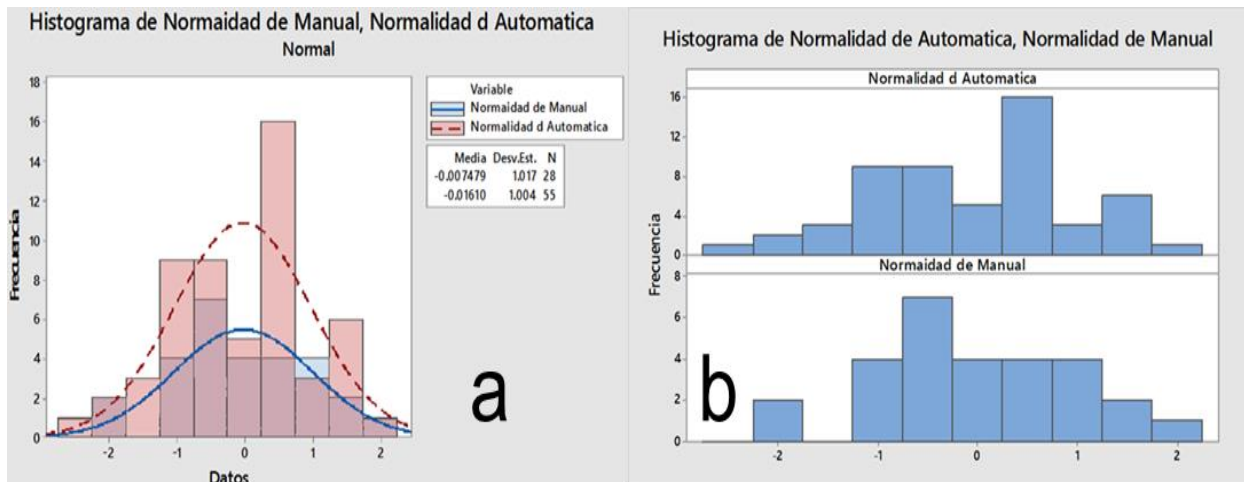 Histograma de Normaidad de Manual, Normalidad d Automatica
Normal
18
16
14
12
10
8
6
4
2
0
Frecuencia
-2
-1
0
1
2
Datos
Variable
Normaidad de Manual
Normalidad d Automatica
Media Desv.Est. N
-0.007479 1.017 28
-0.01610 1.004 55
a
Histograma de Normalidad de Automatica, Normalidad de Manual
Normalidad d Automatica
16
12
8
4
0
Normaidad de Manual
8
6
4
2
0
Frecuencia
-2
-1
0
1
2
b